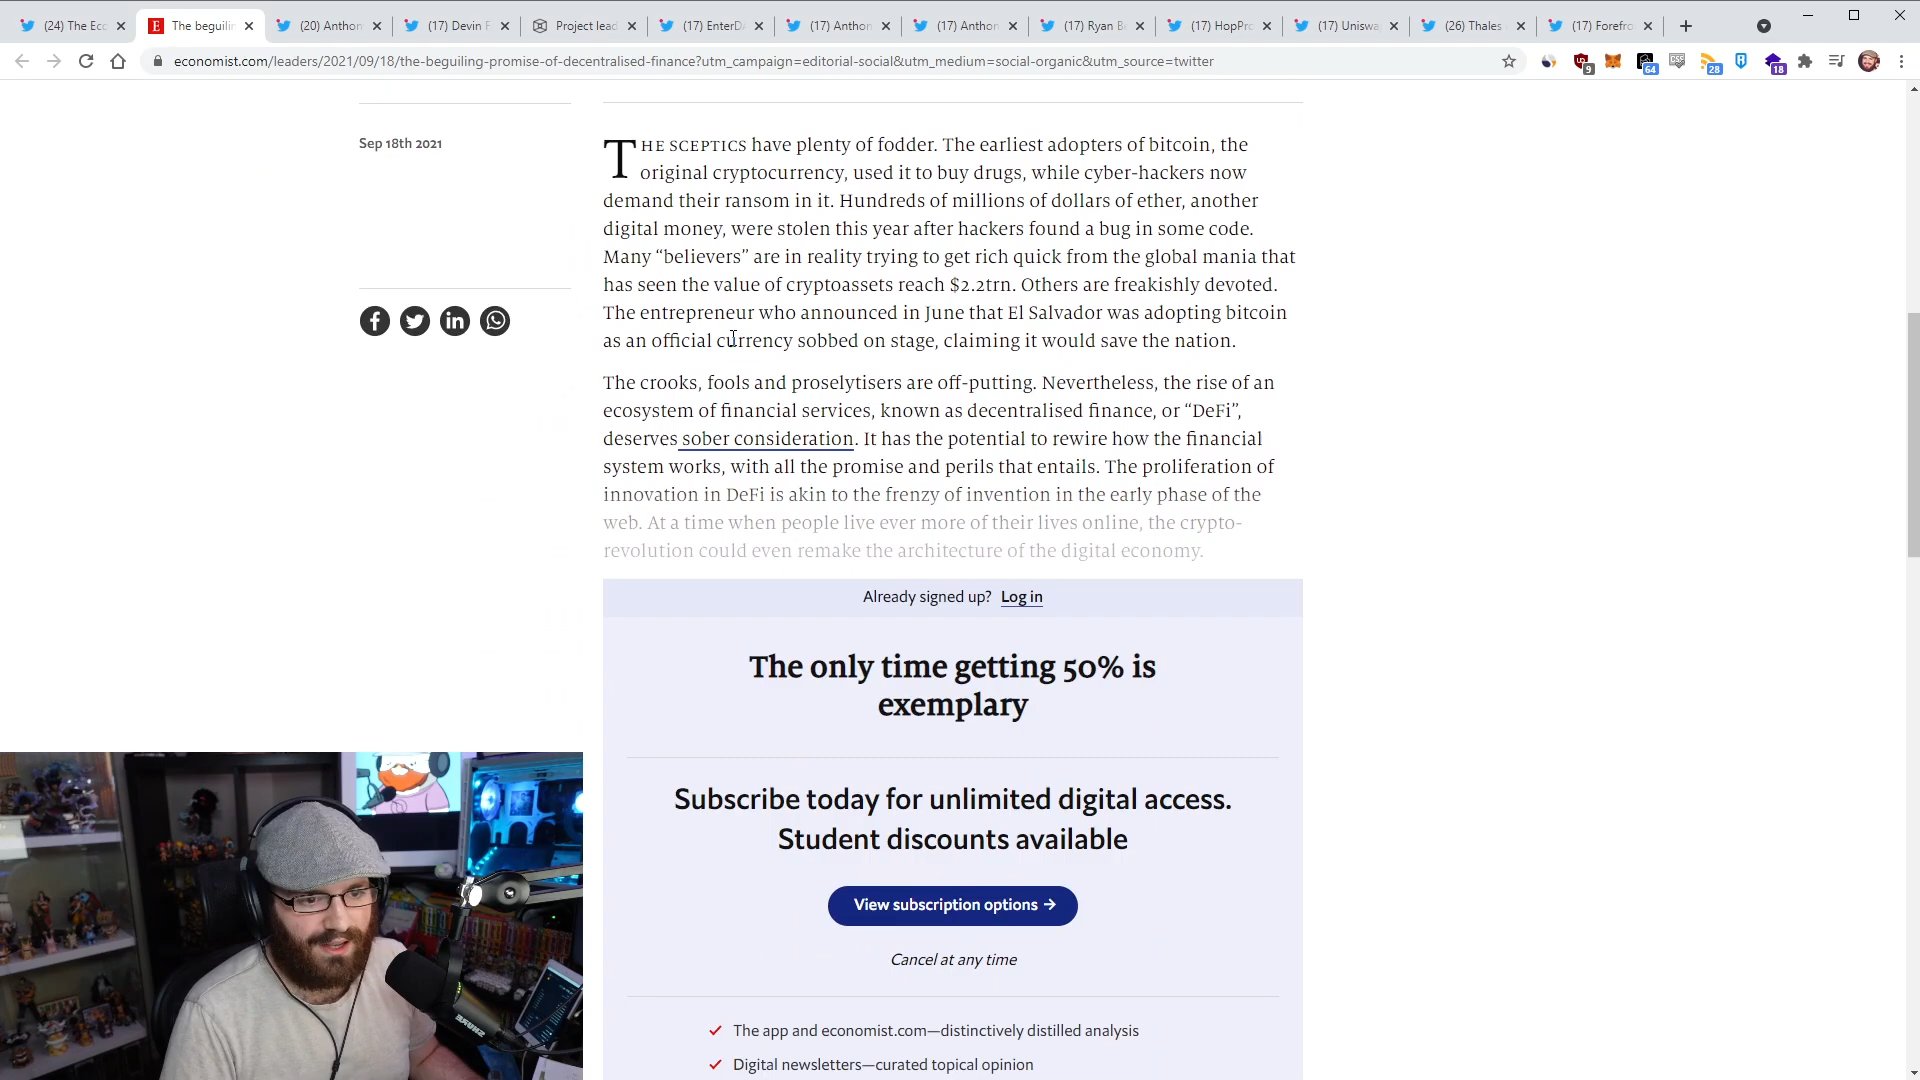 (24) The Ec
The beguilin
(20) Anthon
(17) Devin F
Project lead
(17) EnterD
(17) Anthon
(17) Anthon
(17) Ryan B
(17) HopPro
(17) Uniswa
(26) Thales
(17) Forefro
economist.com/leaders/2021/09/18/the-beguiling-promise-of-decentralised-finance?utm_campaign=editorial-social&utm_medium=social-organic&utm_source=twitter
9
64
28
18
Sep 18th 2021
THE SCEPTICS have plenty of fodder. The earliest adopters of bitcoin, the
original cryptocurrency, used it to buy drugs, while cyber-hackers now
demand their ransom in it. Hundreds of millions of dollars of ether, another
digital money, were stolen this year after hackers found a bug in some code.
Many “believers” are in reality trying to get rich quick from the global mania that
has seen the value of cryptoassets reach $2.2trn. Others are freakishly devoted.
The entrepreneur who announced in June that El Salvador was adopting bitcoin
as an official currency sobbed on stage, claiming it would save the nation.
The crooks, fools and proselytisers are off-putting. Nevertheless, the rise of an
ecosystem of financial services, known as decentralised finance, or “DeFi”,
deserves sober consideration. It has the potential to rewire how the financial
system works, with all the promise and perils that entails. The proliferation of
innovation in DeFi is akin to the frenzy of invention in the early phase of the
web. At a time when people live ever more of their lives online, the crypto-
revolution could even remake the architecture of the digital economy.
Already signed up? Log in
The only time getting 50% is
exemplary
Subscribe today for unlimited digital access.
Student discounts available
View subscription options →
Cancel at any time
The app and economist.com—distinctively distilled analysis
Digital newsletters—curated topical opinion
SHURE